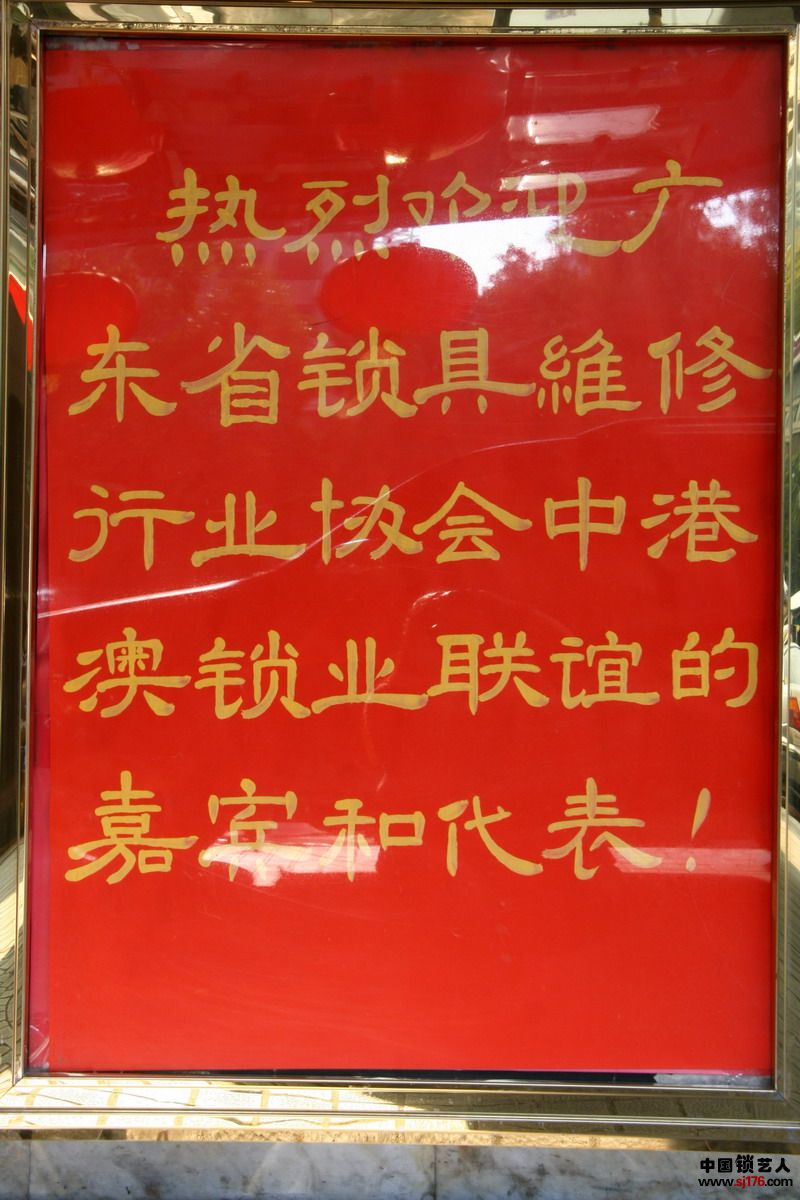 热烈欢迎广
东省锁具維修
行业协会中港
澳锁业联谊的
嘉宾和代表！
中国锁艺人
www.sj176.com